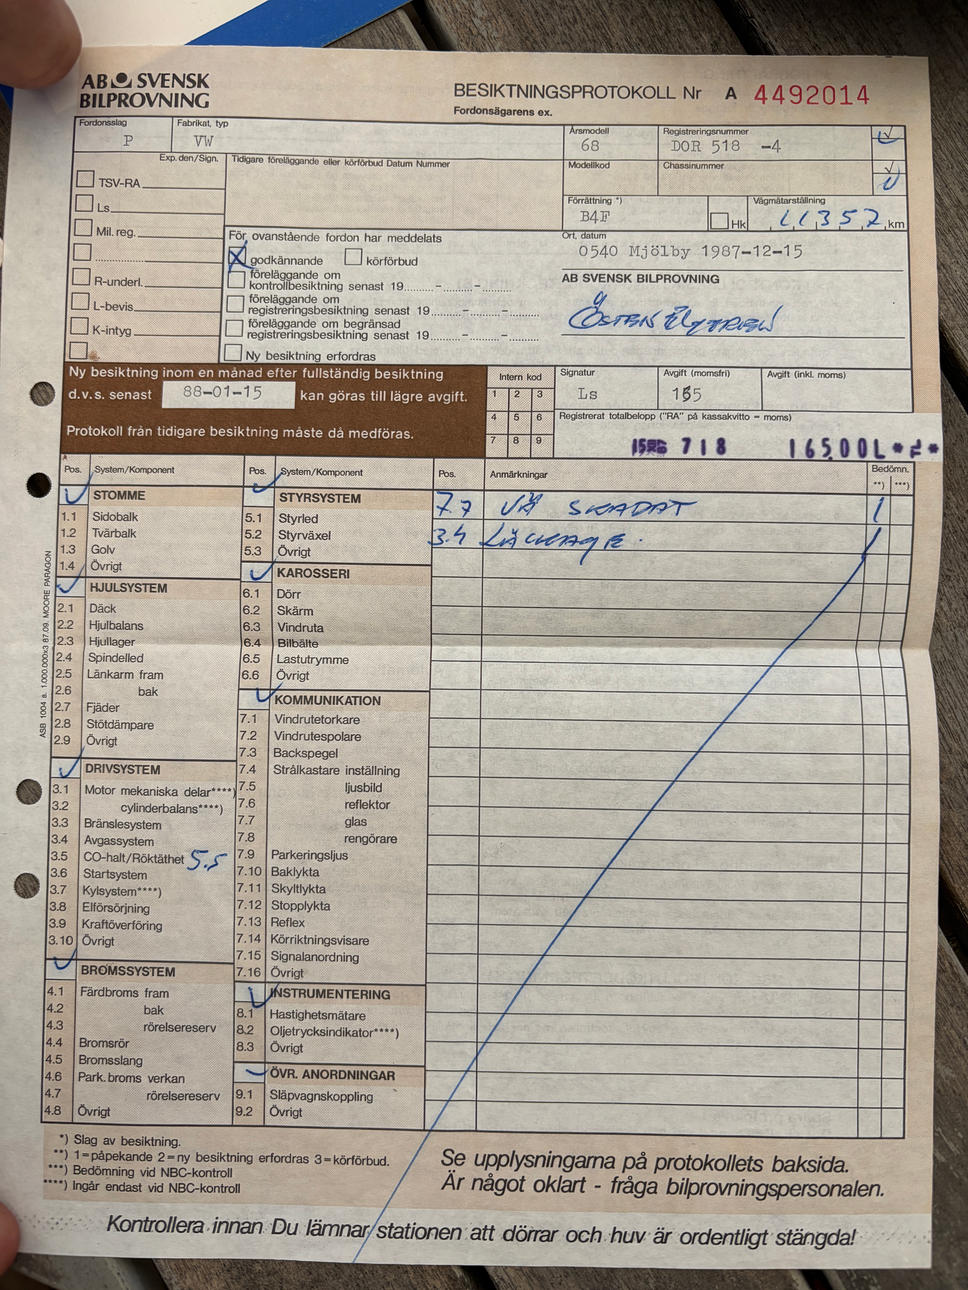 AB SVENSK
BILPROVNING
BESIKTNINGSPROTOKOLL Nr A 4492014
Fordonsägarens ex.
Fordonsslag
P
Fabrikat, typ
VW
Årsmodell
68
Registreringsnummer
DOR 518 -4
Exp. den/Sign.
Tidigare föreläggande eller körförbud Datum Nummer
Modellkod
Chassinummer
TSV-RA
Ls
Mil. reg.
R-underl.
L-bevis
K-intyg
Förrättning *)
B4F
Hk
Vägmätarställning
11357 km
För ovanstående fordon har meddelats
godkännande
körförbud
föreläggande om
kontrollbesiktning senast 19
föreläggande om
registreringsbesiktning senast 19
föreläggande om begränsad
registreringsbesiktning senast 19
Ny besiktning erfordras
Ort, datum
0540 Mjölby 1987-12-15
AB SVENSK BILPROVNING
Ny besiktning inom en månad efter fullständig besiktning
d.v.s. senast 88-01-15 kan göras till lägre avgift.
Protokoll från tidigare besiktning måste då medföras.
Intern kod
1 2 3
4 5 6
7 8 9
Signatur
Ls
Avgift (momsfri)
Avgift (inkl. moms)
Registrerat totalbelopp ("RA" på kassakvitto = moms)
718 165,00L
Pos. System/Komponent
STOMME
1.1 Sidobalk
1.2 Tvärbalk
1.3 Golv
1.4 Övrigt
HJULSYSTEM
2.1 Däck
2.2 Hjulbalans
2.3 Hjullager
2.4 Spindelled
2.5 Länkarm fram
2.6 bak
2.7 Fjäder
2.8 Stötdämpare
2.9 Övrigt
DRIVSYSTEM
3.1 Motor mekaniska delar****)
3.2 cylinderbalans****)
3.3 Bränslesystem
3.4 Avgassystem
3.5 CO-halt/Röktäthet 5.5
3.6 Startsystem
3.7 Kylsystem****)
3.8 Elförsörjning
3.9 Kraftöverföring
3.10 Övrigt
BROMSSYSTEM
4.1 Färdbroms fram
4.2 bak
4.3 rörelsereserv
4.4 Bromsrör
4.5 Bromsslang
4.6 Park. broms verkan
4.7 rörelsereserv
4.8 Övrigt
Pos. System/Komponent
STYRSYSTEM
5.1 Styrled
5.2 Styrväxel
5.3 Övrigt
KAROSSERI
6.1 Dörr
6.2 Skärm
6.3 Vindruta
6.4 Bilbälte
6.5 Lastutrymme
6.6 Övrigt
KOMMUNIKATION
7.1 Vindrutetorkare
7.2 Vindrutespolare
7.3 Backspegel
7.4 Strålkastare inställning
7.5 ljusbild
7.6 reflektor
7.7 glas
7.8 rengörare
7.9 Parkeringsljus
7.10 Baklykta
7.11 Skyltlykta
7.12 Stopplykta
7.13 Reflex
7.14 Körriktningsvisare
7.15 Signalanordning
7.16 Övrigt
INSTRUMENTERING
8.1 Hastighetsmätare
8.2 Oljetrycksindikator****)
8.3 Övrigt
ÖVR. ANORDNINGAR
9.1 Släpvagnskoppling
9.2 Övrigt
Pos. Anmärkningar Bedömn.
**) ***)
7.7 VÄ SKADAT 1
3.4 LÄCKAGE. 1
*) Slag av besiktning.
**) 1=påpekande 2=ny besiktning erfordras 3=körförbud.
***) Bedömning vid NBC-kontroll
****) Ingår endast vid NBC-kontroll
Se upplysningarna på protokollets baksida.
Är något oklart - fråga bilprovningspersonalen.
Kontrollera innan Du lämnar stationen att dörrar och huv är ordentligt stängda!
ASB 1004 a. 1.000.000x3 87.09. MOORE PARAGON